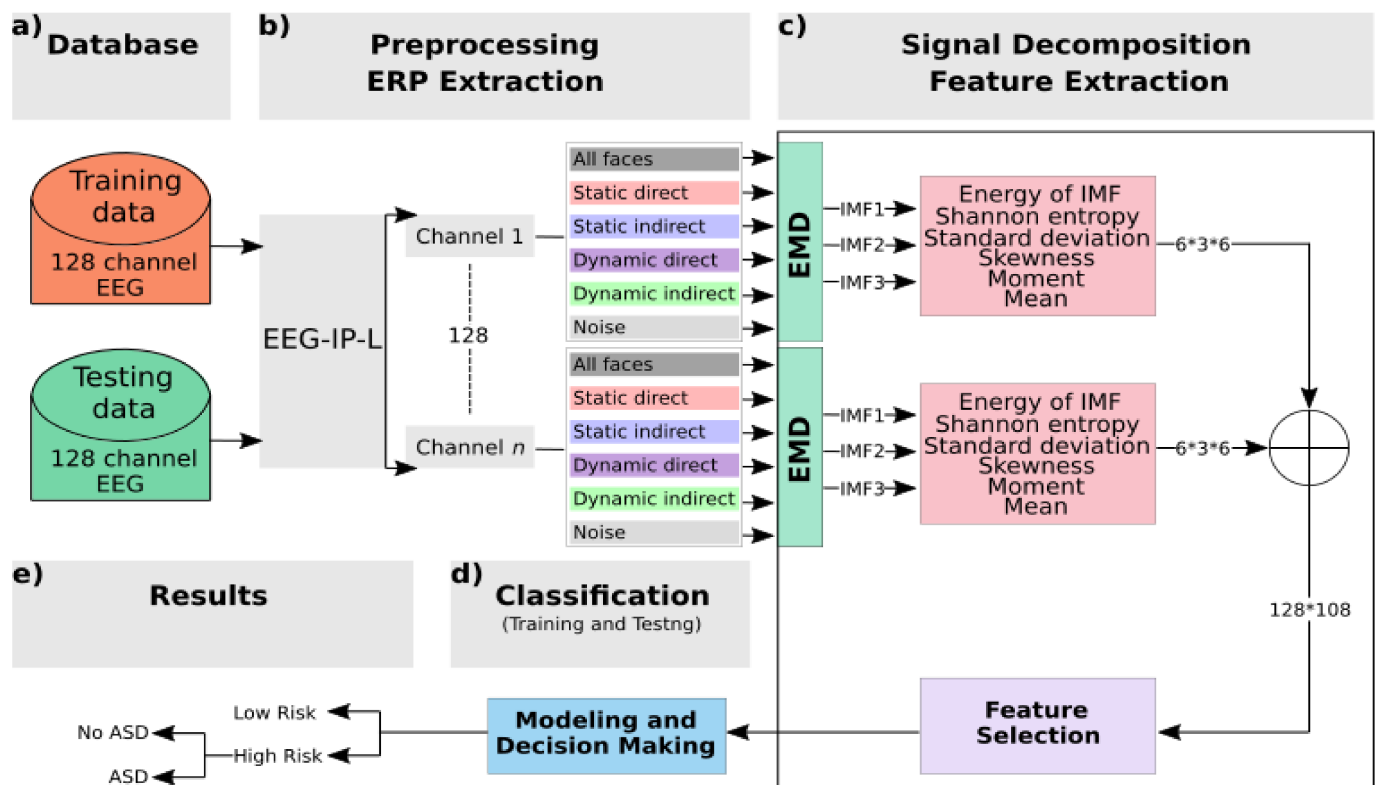 a) Database
b) Preprocessing
ERP Extraction
c) Signal Decomposition
Feature Extraction
Training
data
128 channel
EEG
Testing
data
128 channel
EEG
EEG-IP-L
Channel 1
128
Channel n
All faces
Static direct
Static indirect
Dynamic direct
Dynamic indirect
Noise
All faces
Static direct
Static indirect
Dynamic direct
Dynamic indirect
Noise
EMD
IMF1
IMF2
IMF3
Energy of IMF
Shannon entropy
Standard deviation
Skewness
Moment
Mean
6*3*6
EMD
IMF1
IMF2
IMF3
Energy of IMF
Shannon entropy
Standard deviation
Skewness
Moment
Mean
6*3*6
128*108
Feature
Selection
d) Classification
(Training and Testng)
Modeling and
Decision Making
e) Results
Low Risk
High Risk
No ASD
ASD